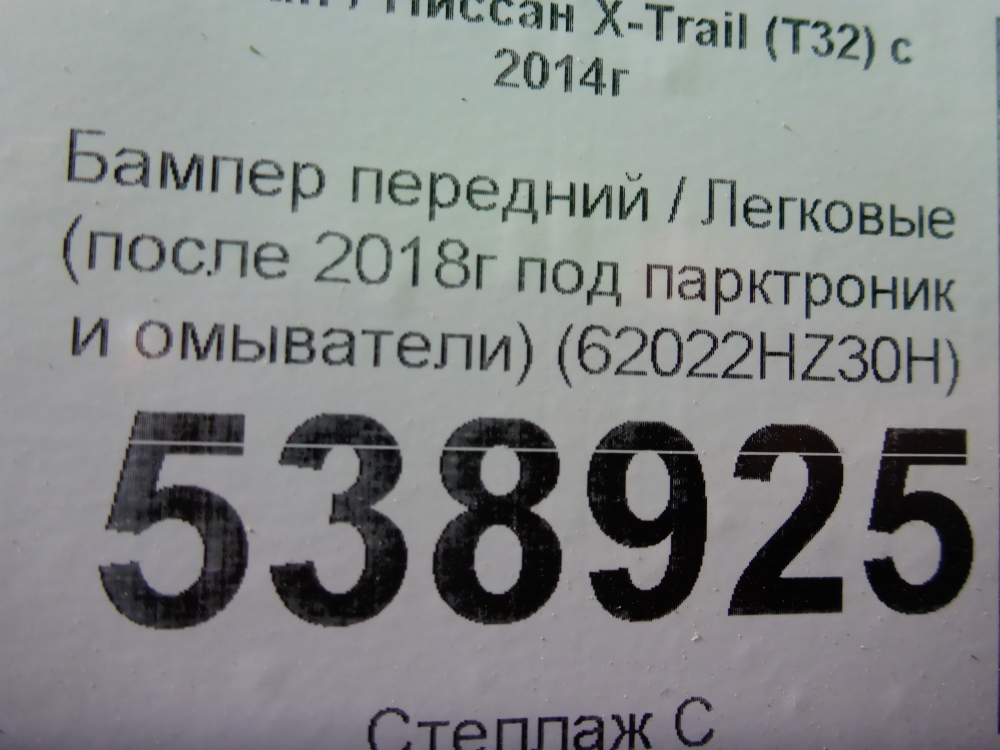 / Ниссан X-Trail (T32) с
2014г
Бампер передний / Легковые
(после 2018г под парктроник
и омыватели) (62022HZ30H)
538925
Стеллаж С